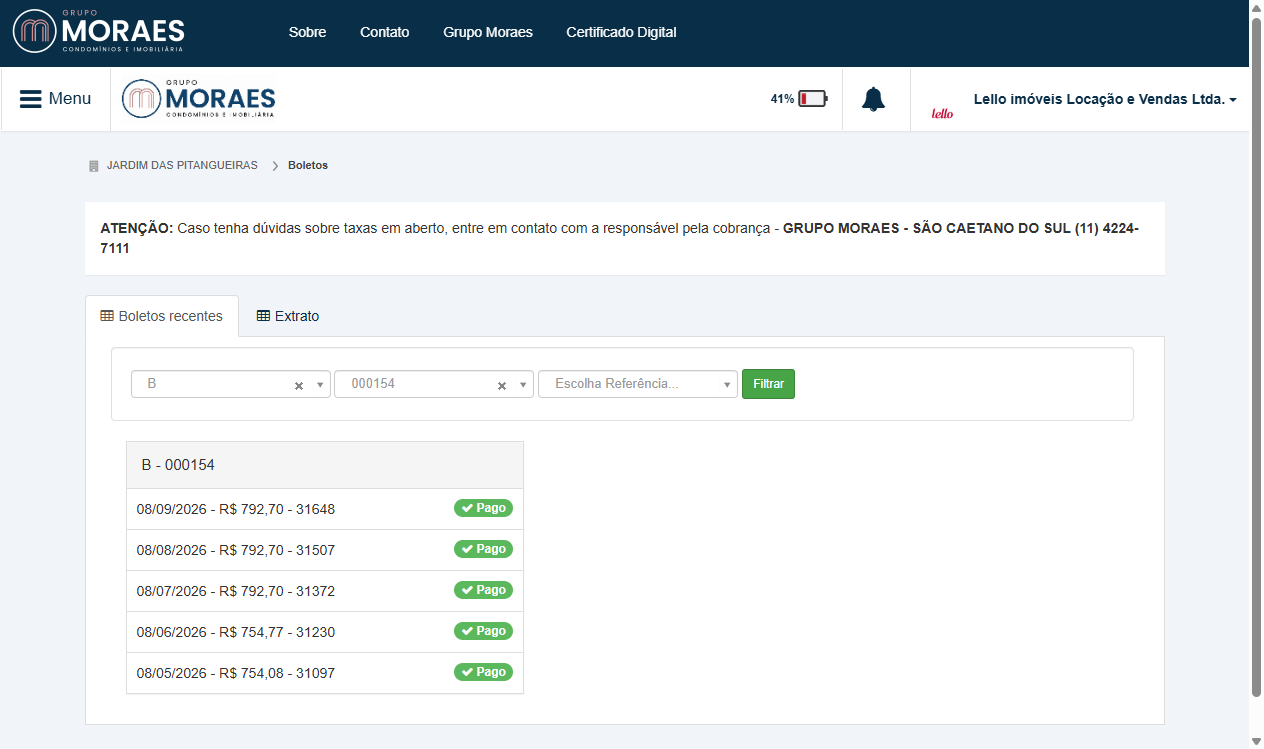 GRUPO
MORAES
CONDOMÍNIOS E IMOBILIÁRIA
Sobre
Contato
Grupo Moraes
Certificado Digital
Menu
GRUPO
MORAES
CONDOMÍNIOS E IMOBILIÁRIA
41%
lello
Lello imóveis Locação e Vendas Ltda.
JARDIM DAS PITANGUEIRAS
Boletos
ATENÇÃO: Caso tenha dúvidas sobre taxas em aberto, entre em contato com a responsável pela cobrança - GRUPO MORAES - SÃO CAETANO DO SUL (11) 4224-
7111
Boletos recentes
Extrato
B
000154
Escolha Referência...
Filtrar
B - 000154
08/09/2026 - R$ 792,70 - 31648 Pago
08/08/2026 - R$ 792,70 - 31507 Pago
08/07/2026 - R$ 792,70 - 31372 Pago
08/06/2026 - R$ 754,77 - 31230 Pago
08/05/2026 - R$ 754,08 - 31097 Pago